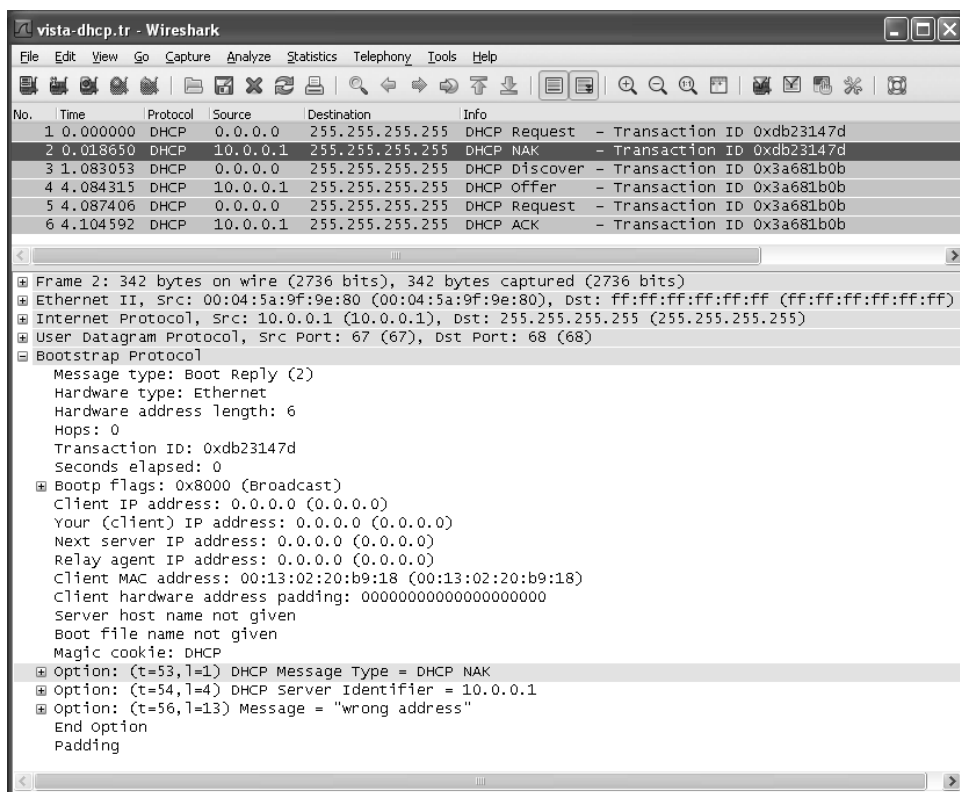 vista-dhcp.tr - Wireshark
File Edit View Go Capture Analyze Statistics Telephony Tools Help
No. Time Protocol Source Destination Info
1 0.000000 DHCP 0.0.0.0 255.255.255.255 DHCP Request - Transaction ID 0xdb23147d
2 0.018650 DHCP 10.0.0.1 255.255.255.255 DHCP NAK - Transaction ID 0xdb23147d
3 1.083053 DHCP 0.0.0.0 255.255.255.255 DHCP Discover - Transaction ID 0x3a681b0b
4 4.084315 DHCP 10.0.0.1 255.255.255.255 DHCP Offer - Transaction ID 0x3a681b0b
5 4.087406 DHCP 0.0.0.0 255.255.255.255 DHCP Request - Transaction ID 0x3a681b0b
6 4.104592 DHCP 10.0.0.1 255.255.255.255 DHCP ACK - Transaction ID 0x3a681b0b
Frame 2: 342 bytes on wire (2736 bits), 342 bytes captured (2736 bits)
Ethernet II, Src: 00:04:5a:9f:9e:80 (00:04:5a:9f:9e:80), Dst: ff:ff:ff:ff:ff:ff (ff:ff:ff:ff:ff:ff)
Internet Protocol, Src: 10.0.0.1 (10.0.0.1), Dst: 255.255.255.255 (255.255.255.255)
User Datagram Protocol, Src Port: 67 (67), Dst Port: 68 (68)
Bootstrap Protocol
Message type: Boot Reply (2)
Hardware type: Ethernet
Hardware address length: 6
Hops: 0
Transaction ID: 0xdb23147d
Seconds elapsed: 0
Bootp flags: 0x8000 (Broadcast)
Client IP address: 0.0.0.0 (0.0.0.0)
Your (client) IP address: 0.0.0.0 (0.0.0.0)
Next server IP address: 0.0.0.0 (0.0.0.0)
Relay agent IP address: 0.0.0.0 (0.0.0.0)
Client MAC address: 00:13:02:20:b9:18 (00:13:02:20:b9:18)
Client hardware address padding: 00000000000000000000
Server host name not given
Boot file name not given
Magic cookie: DHCP
Option: (t=53,l=1) DHCP Message Type = DHCP NAK
Option: (t=54,l=4) DHCP Server Identifier = 10.0.0.1
Option: (t=56,l=13) Message = "wrong address"
End Option
Padding